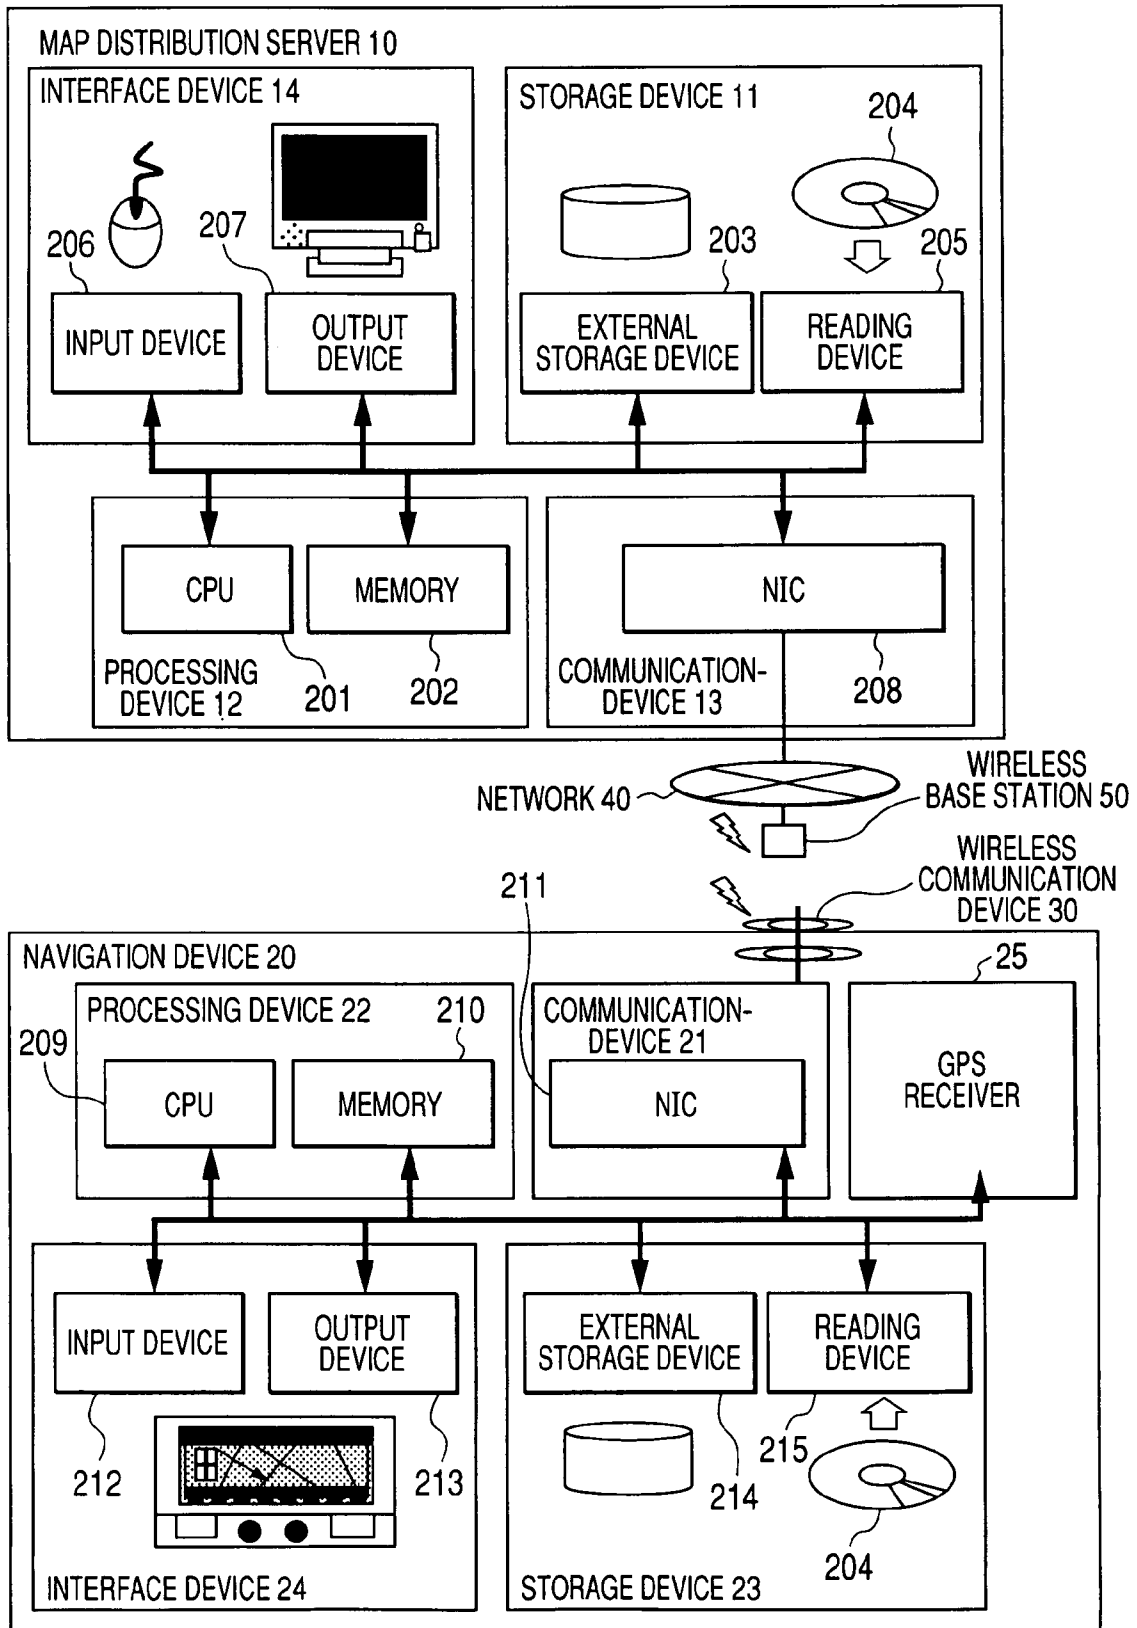 MAP DISTRIBUTION SERVER 10
INTERFACE DEVICE 14
STORAGE DEVICE 11
204
206
207
203
205
INPUT DEVICE
OUTPUT
DEVICE
EXTERNAL
STORAGE DEVICE
READING
DEVICE
CPU
MEMORY
NIC
PROCESSING
DEVICE 12
201
202
COMMUNICATION-
DEVICE 13
208
NETWORK 40
WIRELESS
BASE STATION 50
WIRELESS
COMMUNICATION
DEVICE 30
211
NAVIGATION DEVICE 20
25
PROCESSING DEVICE 22
210
COMMUNICATION-
DEVICE 21
209
CPU
MEMORY
NIC
GPS
RECEIVER
INPUT DEVICE
OUTPUT
DEVICE
EXTERNAL
STORAGE DEVICE
READING
DEVICE
212
213
214
215
204
INTERFACE DEVICE 24
STORAGE DEVICE 23